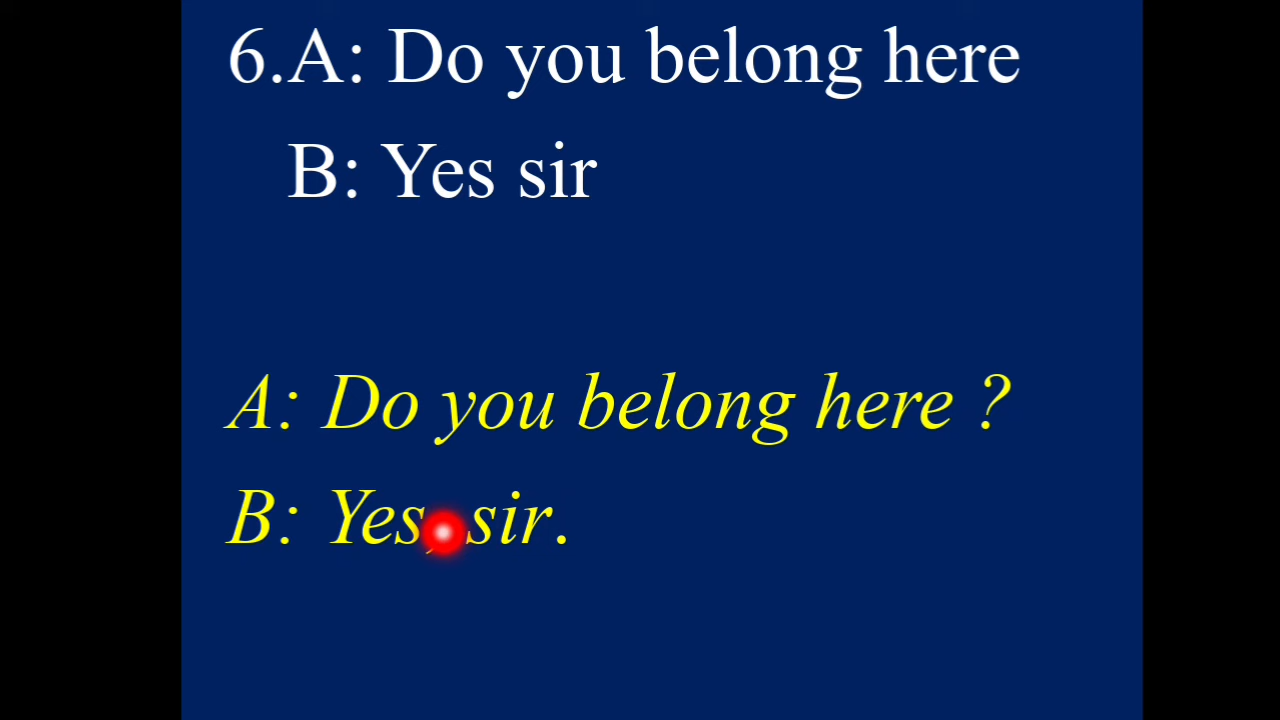 6.A: Do you belong here
B: Yes sir
A: Do you belong here ?
B: Yes, sir.